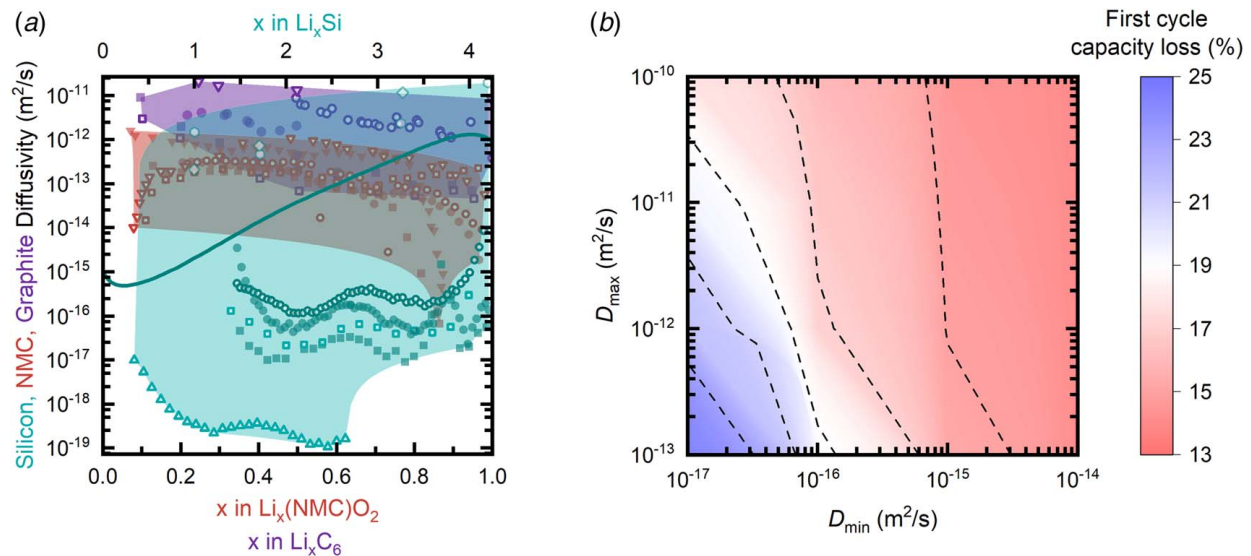 (a)
x in LiₓSi
0 1 2 3 4
Silicon, NMC, Graphite Diffusivity (m²/s)
10⁻¹¹
10⁻¹²
10⁻¹³
10⁻¹⁴
10⁻¹⁵
10⁻¹⁶
10⁻¹⁷
10⁻¹⁸
10⁻¹⁹
0.0 0.2 0.4 0.6 0.8 1.0
x in Liₓ(NMC)O₂
x in LiₓC₆
(b)
First cycle
capacity loss (%)
D_max (m²/s)
10⁻¹⁰
10⁻¹¹
10⁻¹²
10⁻¹³
10⁻¹⁷ 10⁻¹⁶ 10⁻¹⁵ 10⁻¹⁴
D_min (m²/s)
25
23
21
19
17
15
13